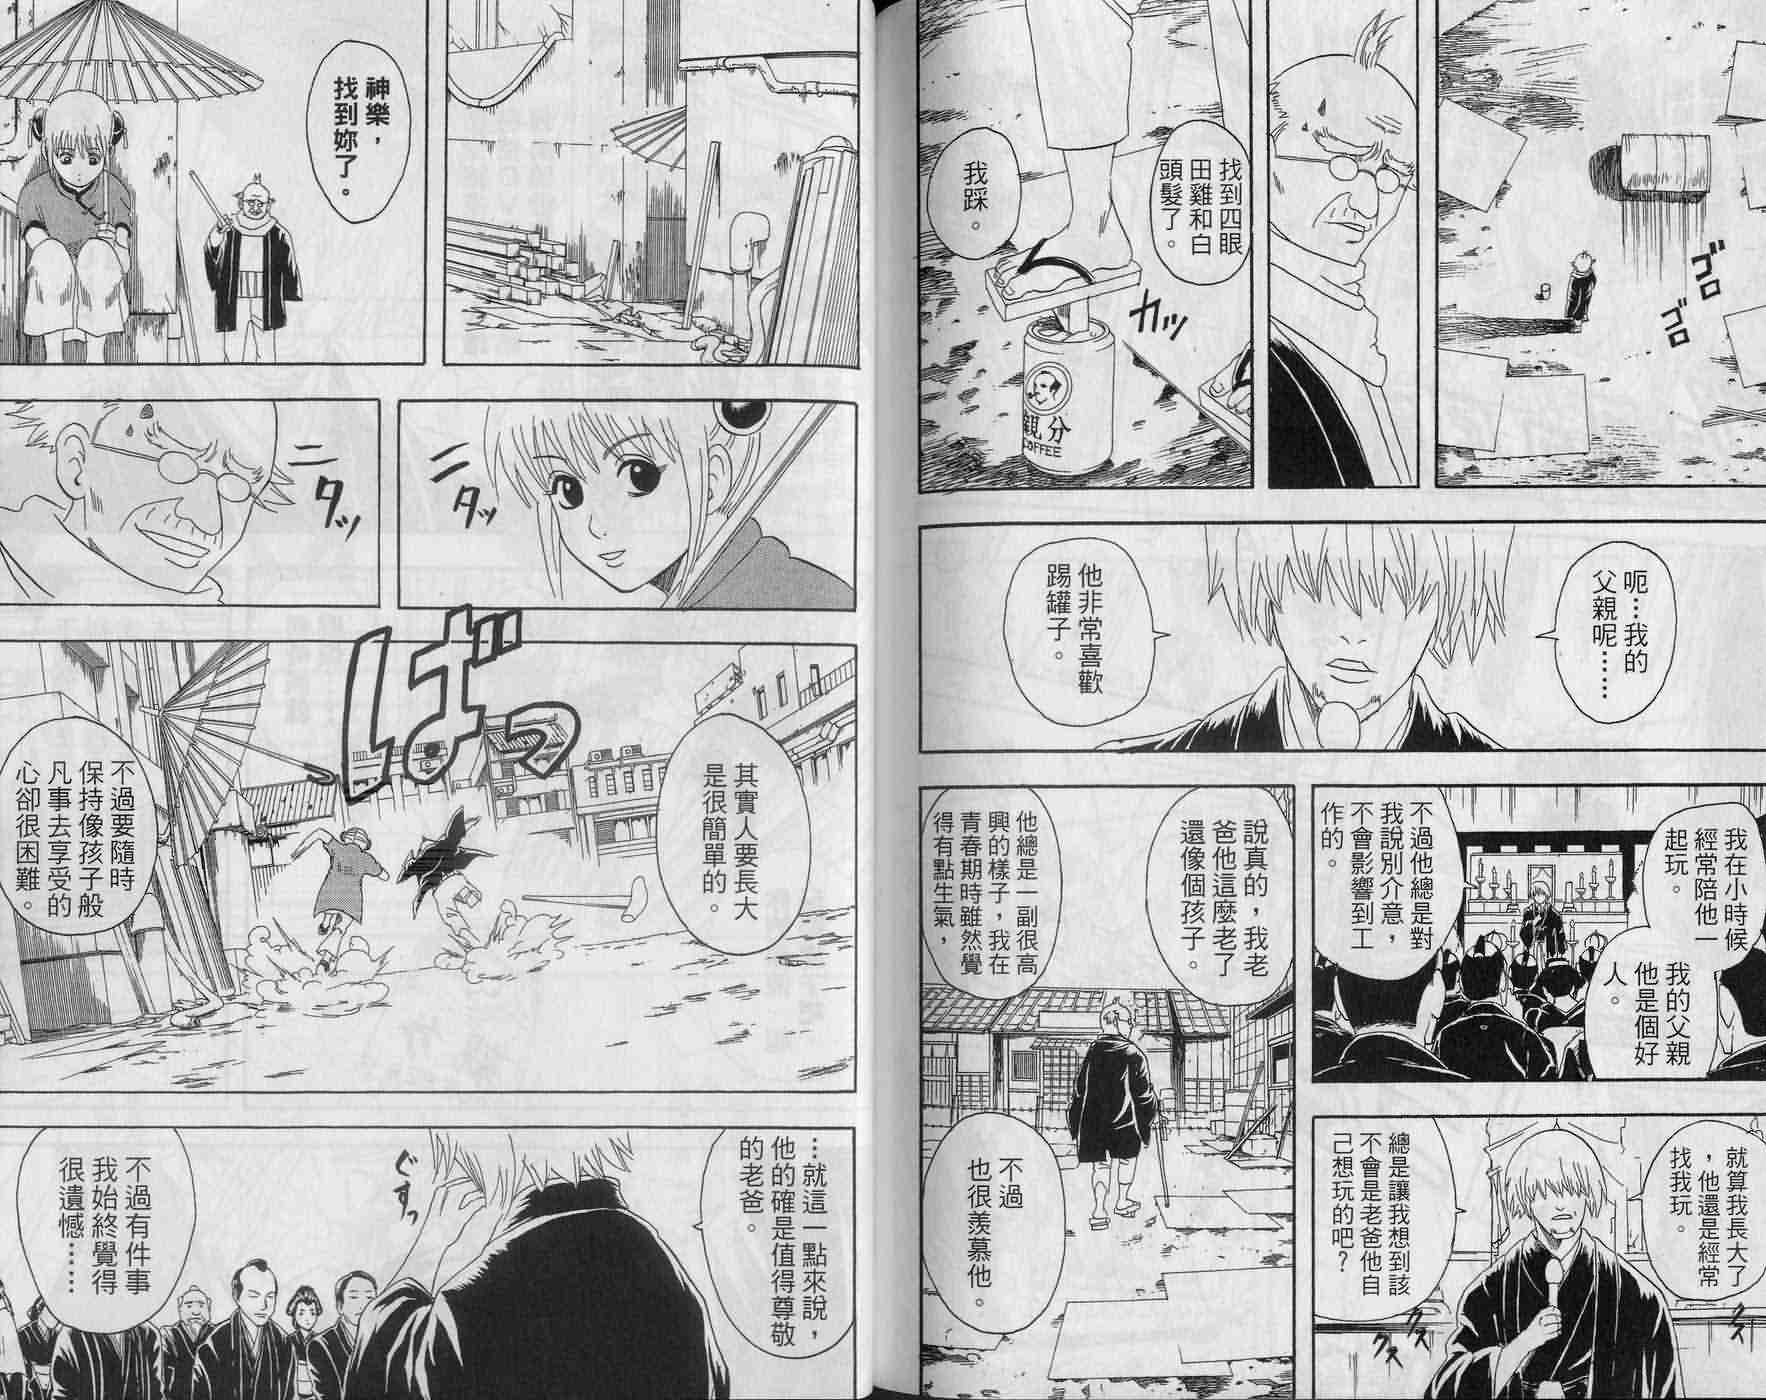 ゴロ
ゴロ
找到四眼
田雞和白
頭髮了。
我踩。
カッ
親分
COFFEE
呃…我的
父親呢……
他非常喜歡
踢罐子。
我在小時候
經常陪他一
起玩。
我的父親
他是個好
人。
不過他總是對
我說別介意，
不會影響到工
作的。
就算我長大了
，他還是經常
找我玩。
總是讓我想到該
不會是老爸他自
己想玩的吧？
クスクス
クス
說真的，我老
爸他這麼老了
還像個孩子。
他總是一副很高
興的樣子，我在
青春期時雖然覺
得有點生氣，
不過
也很羨慕他。
神樂，
找到妳了。
ニタッ
ニタッ
ばっ
其實人要長大
是很簡單的。
不過要隨時
保持像孩子般
凡事去享受的
心卻很困難。
…就這一點來說，
他的確是值得尊敬
的老爸。
ぐすっ
不過有件事
我始終覺得
很遺憾……